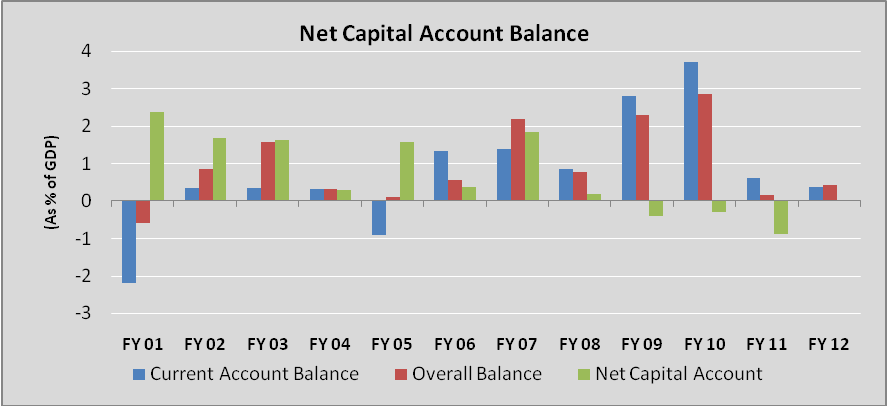 Net Capital Account Balance
(As % of GDP)
4
3
2
1
0
-1
-2
-3
FY 01 FY 02 FY 03 FY 04 FY 05 FY 06 FY 07 FY 08 FY 09 FY 10 FY 11 FY 12
Current Account Balance Overall Balance Net Capital Account